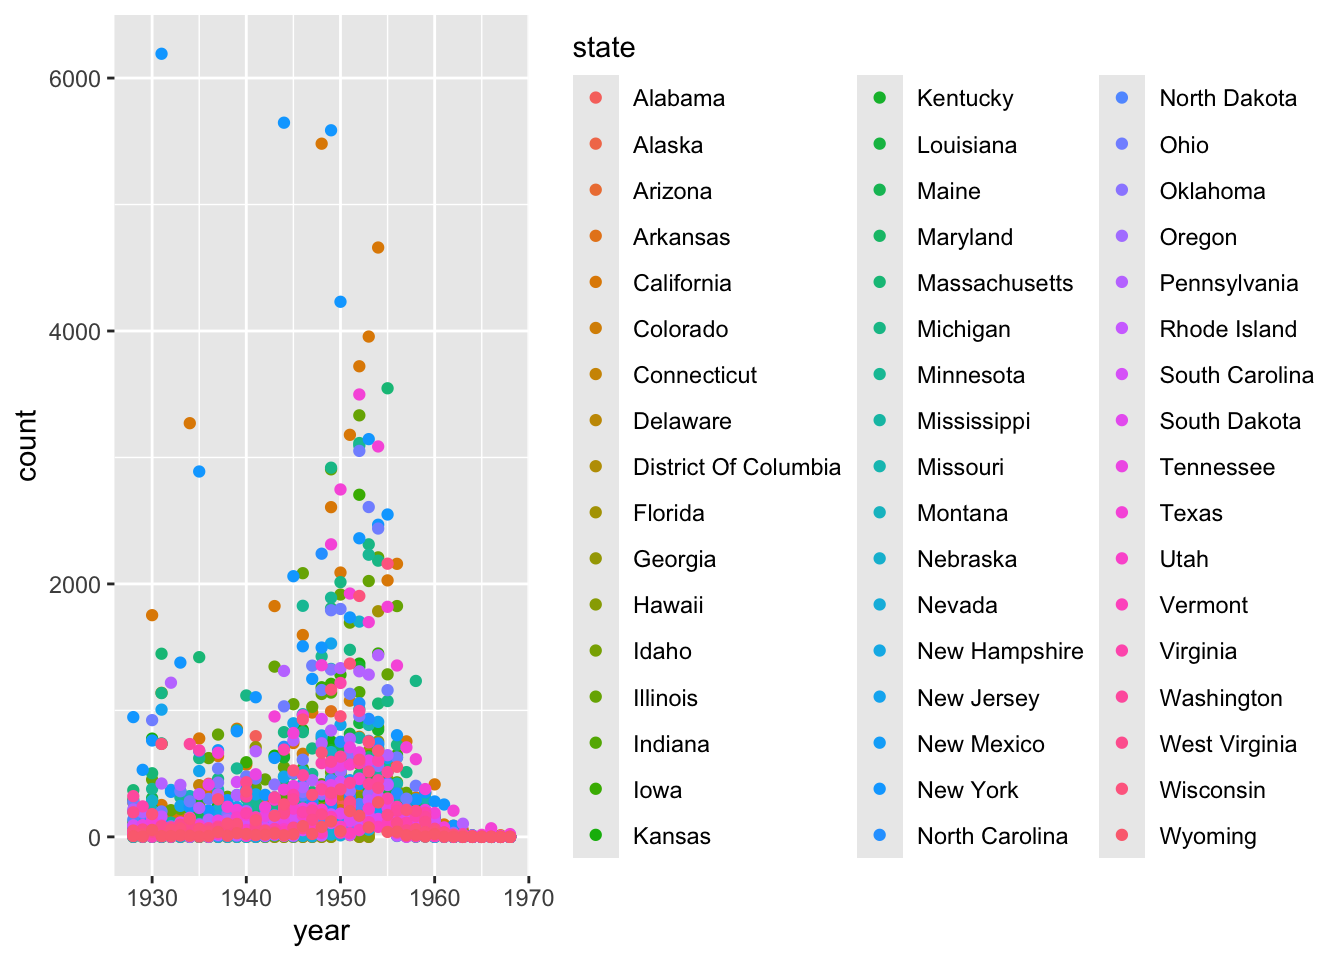 6000
4000
2000
0
count
1930 1940 1950 1960 1970
year
state
Alabama
Alaska
Arizona
Arkansas
California
Colorado
Connecticut
Delaware
District Of Columbia
Florida
Georgia
Hawaii
Idaho
Illinois
Indiana
Iowa
Kansas
Kentucky
Louisiana
Maine
Maryland
Massachusetts
Michigan
Minnesota
Mississippi
Missouri
Montana
Nebraska
Nevada
New Hampshire
New Jersey
New Mexico
New York
North Carolina
North Dakota
Ohio
Oklahoma
Oregon
Pennsylvania
Rhode Island
South Carolina
South Dakota
Tennessee
Texas
Utah
Vermont
Virginia
Washington
West Virginia
Wisconsin
Wyoming